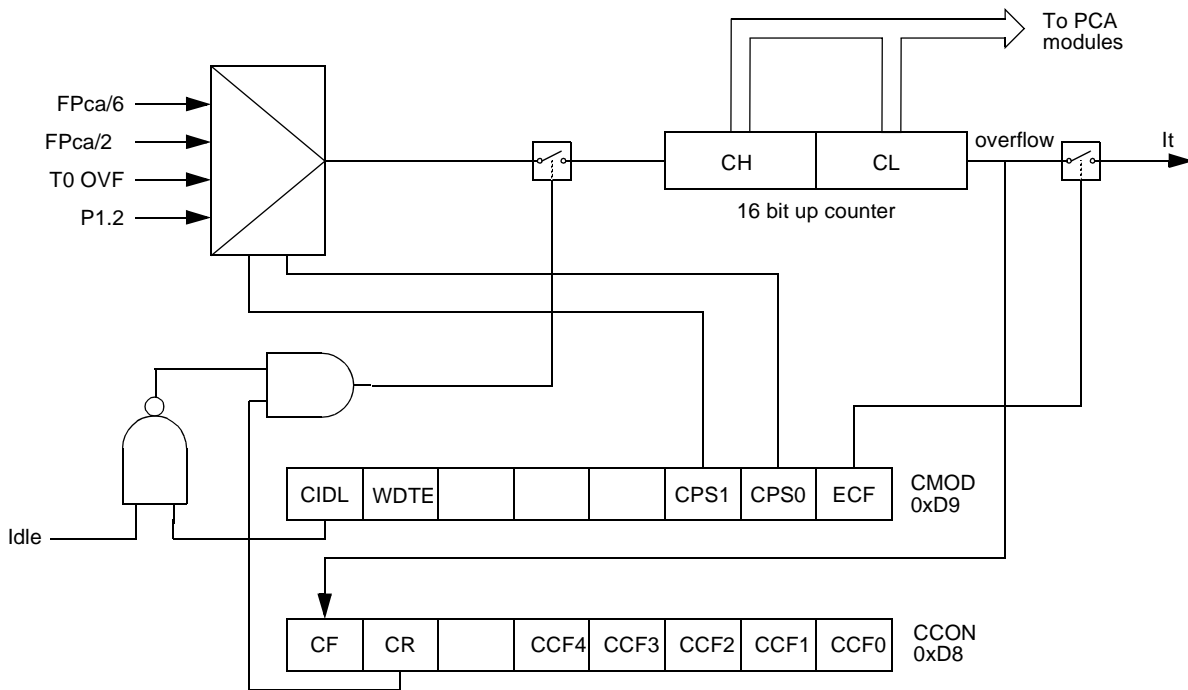 To PCA
modules
FPca/6
FPca/2
T0 OVF
P1.2
CH
CL
overflow
It
16 bit up counter
CIDL
WDTE
CPS1
CPS0
ECF
CMOD
0xD9
Idle
CF
CR
CCF4
CCF3
CCF2
CCF1
CCF0
CCON
0xD8